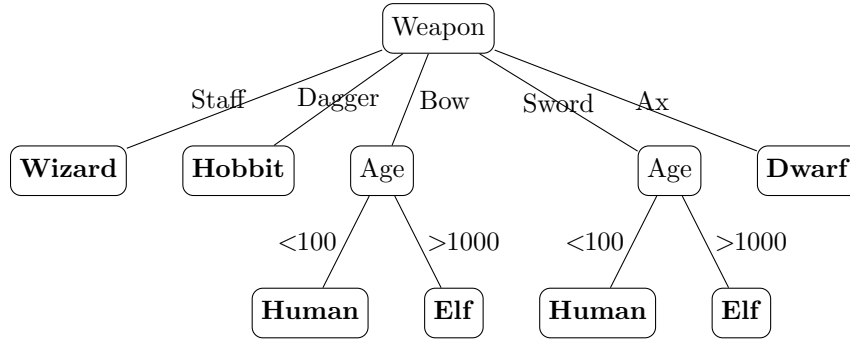 Weapon
Staff Dagger Bow Sword Ax
Wizard Hobbit Age Age Dwarf
<100 >1000 <100 >1000
Human Elf Human Elf